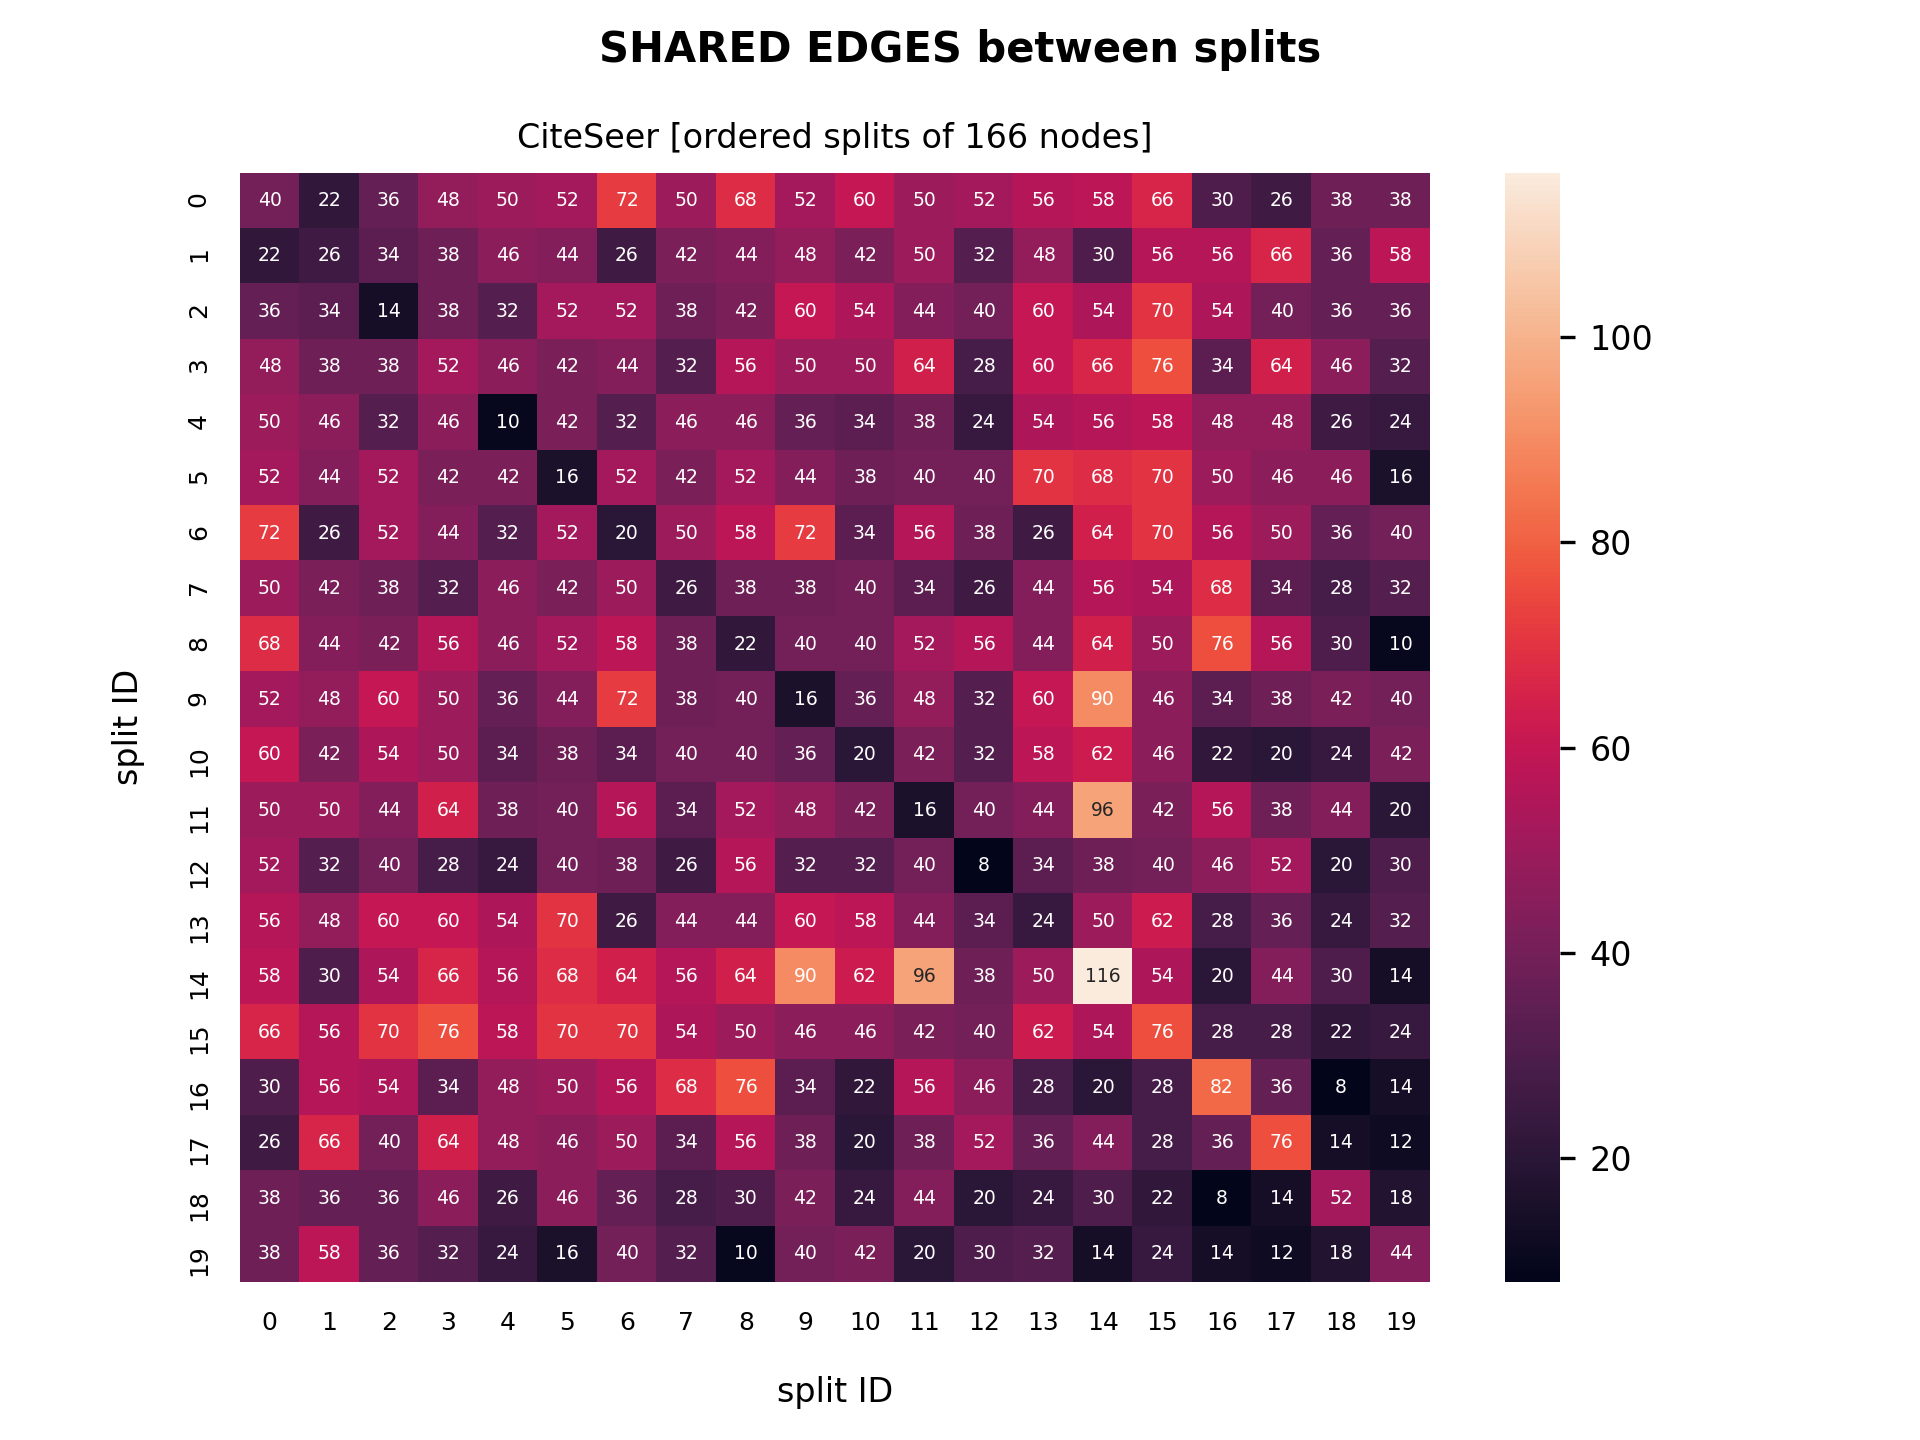 SHARED EDGES between splits
CiteSeer [ordered splits of 166 nodes]
split ID
0 40 22 36 48 50 52 72 50 68 52 60 50 52 56 58 66 30 26 38 38
1 22 26 34 38 46 44 26 42 44 48 42 50 32 48 30 56 56 66 36 58
2 36 34 14 38 32 52 52 38 42 60 54 44 40 60 54 70 54 40 36 36
3 48 38 38 52 46 42 44 32 56 50 50 64 28 60 66 76 34 64 46 32
4 50 46 32 46 10 42 32 46 46 36 34 38 24 54 56 58 48 48 26 24
5 52 44 52 42 42 16 52 42 52 44 38 40 40 70 68 70 50 46 46 16
6 72 26 52 44 32 52 20 50 58 72 34 56 38 26 64 70 56 50 36 40
7 50 42 38 32 46 42 50 26 38 38 40 34 26 44 56 54 68 34 28 32
8 68 44 42 56 46 52 58 38 22 40 40 52 56 44 64 50 76 56 30 10
9 52 48 60 50 36 44 72 38 40 16 36 48 32 60 90 46 34 38 42 40
10 60 42 54 50 34 38 34 40 40 36 20 42 32 58 62 46 22 20 24 42
11 50 50 44 64 38 40 56 34 52 48 42 16 40 44 96 42 56 38 44 20
12 52 32 40 28 24 40 38 26 56 32 32 40 8 34 38 40 46 52 20 30
13 56 48 60 60 54 70 26 44 44 60 58 44 34 24 50 62 28 36 24 32
14 58 30 54 66 56 68 64 56 64 90 62 96 38 50 116 54 20 44 30 14
15 66 56 70 76 58 70 70 54 50 46 46 42 40 62 54 76 28 28 22 24
16 30 56 54 34 48 50 56 68 76 34 22 56 46 28 20 28 82 36 8 14
17 26 66 40 64 48 46 50 34 56 38 20 38 52 36 44 28 36 76 14 12
18 38 36 36 46 26 46 36 28 30 42 24 44 20 24 30 22 8 14 52 18
19 38 58 36 32 24 16 40 32 10 40 42 20 30 32 14 24 14 12 18 44
0 1 2 3 4 5 6 7 8 9 10 11 12 13 14 15 16 17 18 19
split ID
100
80
60
40
20